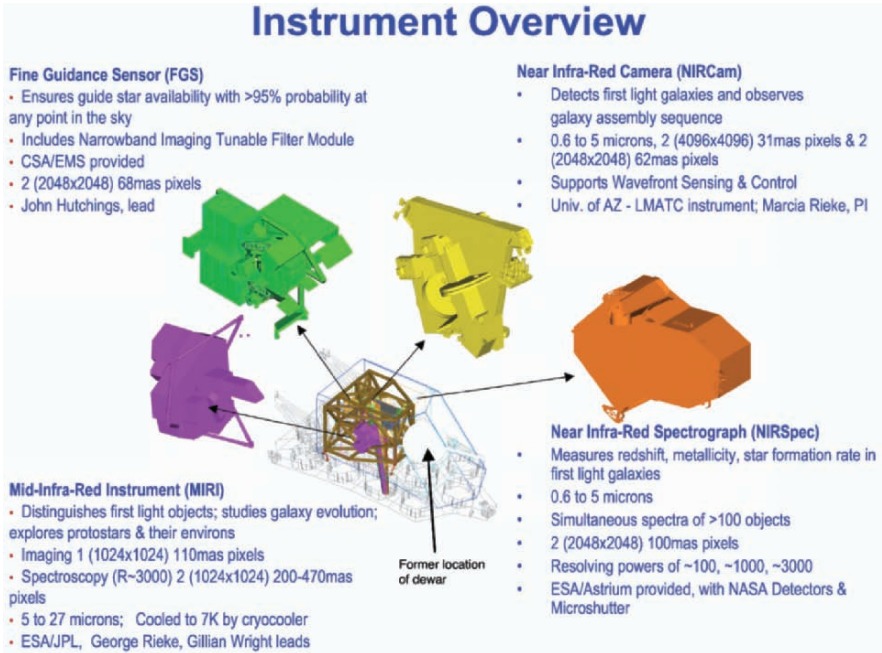 Instrument Overview
Fine Guidance Sensor (FGS)
• Ensures guide star availability with >95% probability at
any point in the sky
• Includes Narrowband Imaging Tunable Filter Module
• CSA/EMS provided
• 2 (2048x2048) 68mas pixels
• John Hutchings, lead
Near Infra-Red Camera (NIRCam)
• Detects first light galaxies and observes
galaxy assembly sequence
• 0.6 to 5 microns, 2 (4096x4096) 31mas pixels & 2
(2048x2048) 62mas pixels
• Supports Wavefront Sensing & Control
• Univ. of AZ - LMATC instrument; Marcia Rieke, PI
Mid-Infra-Red Instrument (MIRI)
• Distinguishes first light objects; studies galaxy evolution;
explores protostars & their environs
• Imaging 1 (1024x1024) 110mas pixels
• Spectroscopy (R~3000) 2 (1024x1024) 200-470mas
pixels
• 5 to 27 microns; Cooled to 7K by cryocooler
• ESA/JPL, George Rieke, Gillian Wright leads
Former location
of dewar
Near Infra-Red Spectrograph (NIRSpec)
• Measures redshift, metallicity, star formation rate in
first light galaxies
• 0.6 to 5 microns
• Simultaneous spectra of >100 objects
• 2 (2048x2048) 100mas pixels
• Resolving powers of ~100, ~1000, ~3000
• ESA/Astrium provided, with NASA Detectors &
Microshutter